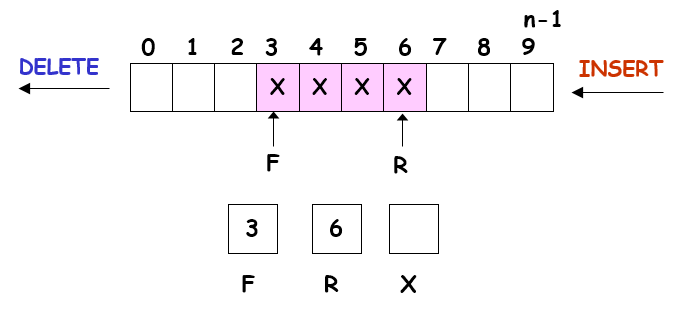 n-1
0 1 2 3 4 5 6 7 8 9
DELETE
INSERT
X X X X
F R
3 6
F R X